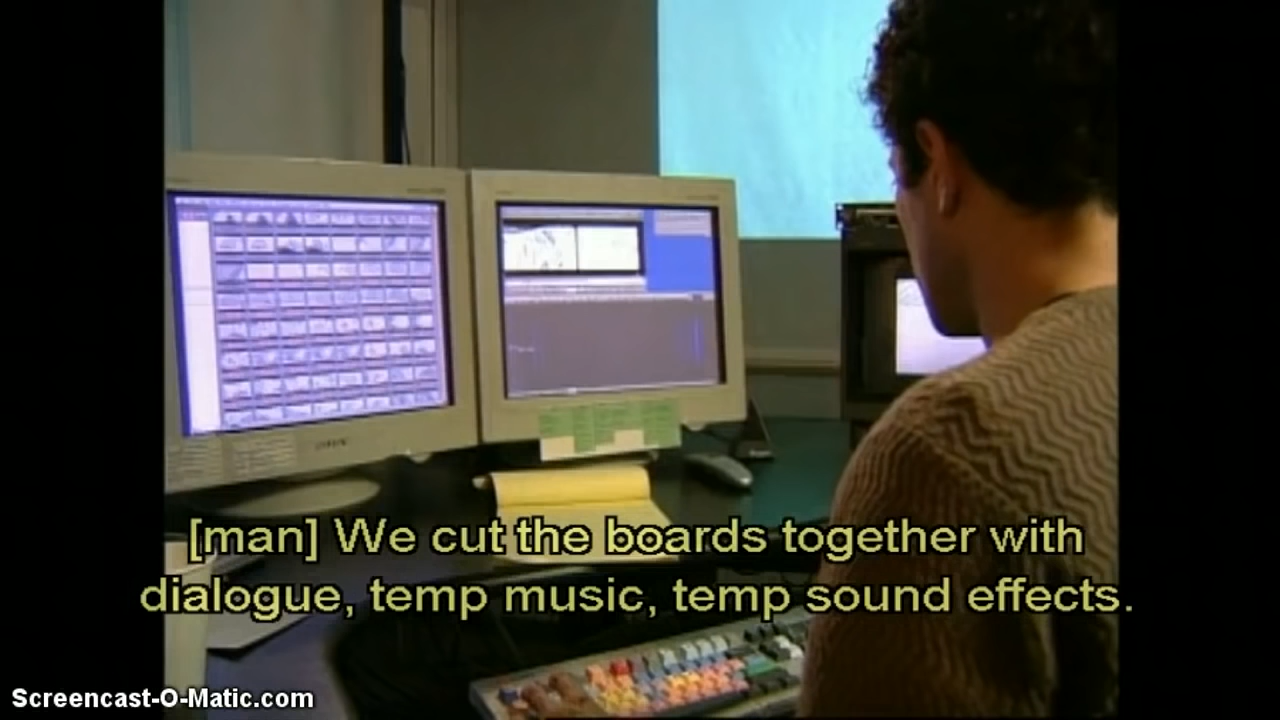 [man] We cut the boards together with
dialogue, temp music, temp sound effects.
Screencast-O-Matic.com